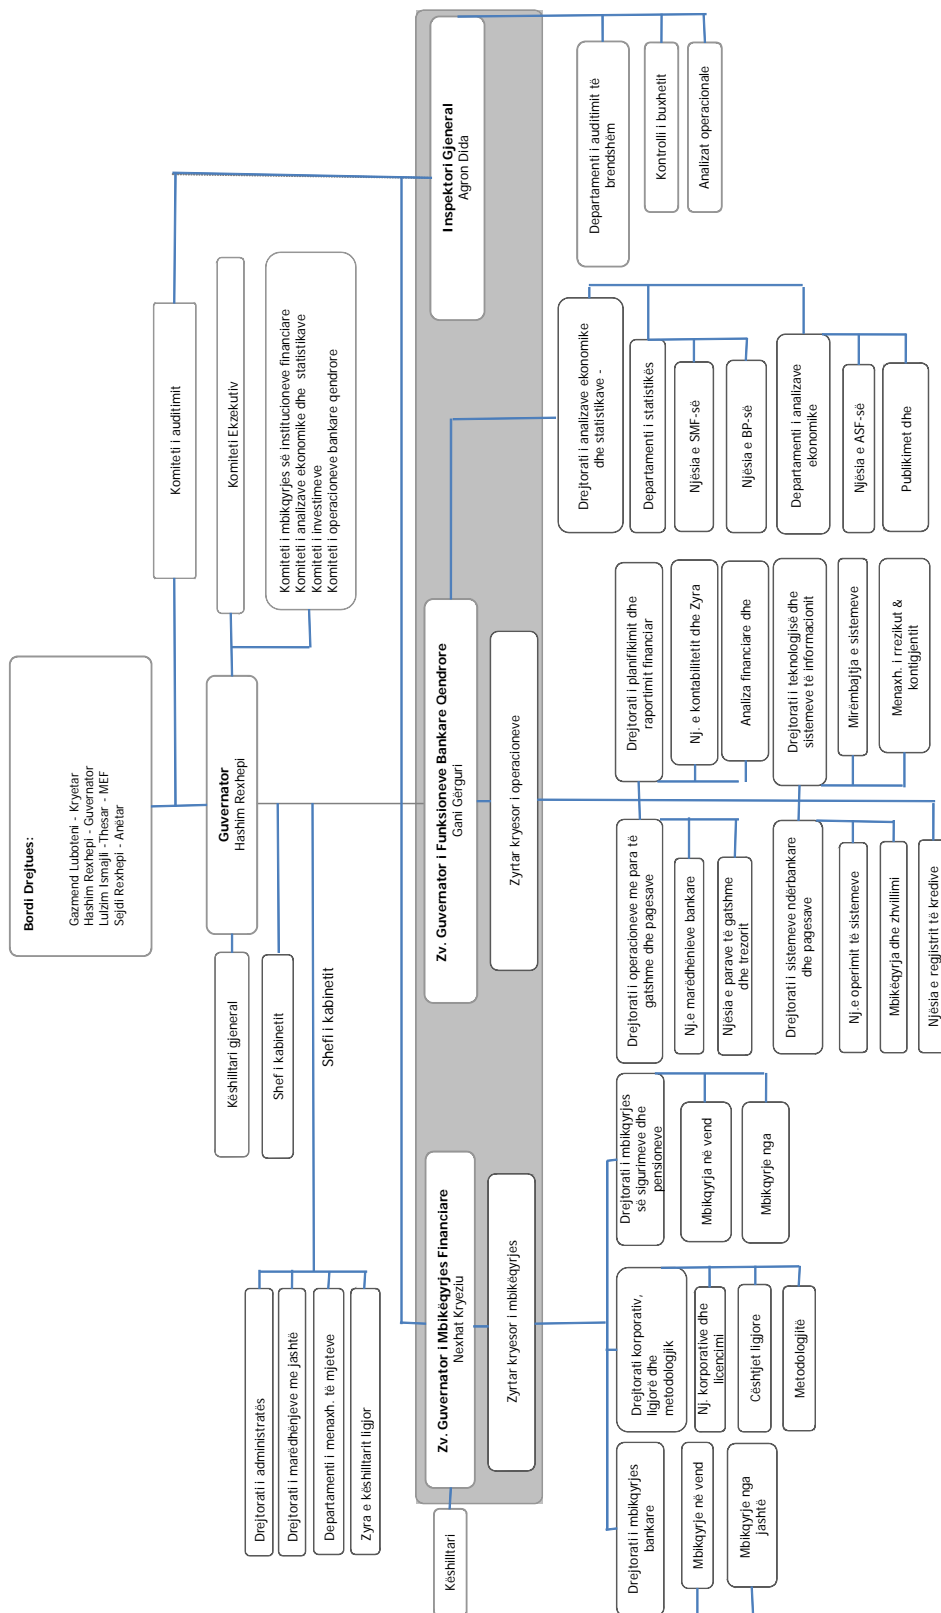 Bordi Drejtues:
Gazmend Luboteni - Kryetar
Hashim Rexhepi - Guvernator
Lulzim Ismajli -Thesar - MEF
Sejdi Rexhepi - Anëtar
Komiteti i auditimit
Guvernator
Hashim Rexhepi
Komiteti Ekzekutiv
Komiteti i mbikqyrjes së institucioneve financiare
Komiteti i analizave ekonomike dhe statistikave
Komiteti i investimeve
Komiteti i operacioneve bankare qendrore
Këshilltari gjeneral
Shef i kabinetit
Shefi i kabinetit
Drejtorati i administratës
Drejtorati i marëdhënjeve me jashtë
Departamenti i menaxh. të mjeteve
Zyra e këshilltarit ligjor
Këshilltari
Zv. Guvernator i Mbikëqyrjes Financiare
Nexhat Kryeziu
Zyrtar kryesor i mbikëqyrjes
Zv. Guvernator i Funksioneve Bankare Qendrore
Gani Gërguri
Zyrtar kryesor i operacioneve
Inspektori Gjeneral
Agron Dida
Drejtorati i mbikqyrjes
bankare
Mbikqyrje në vend
Mbikqyrje nga
jashtë
Drejtorati korporativ,
ligjorë dhe
metodologjik
Nj. korporative dhe
licencimi
Cështjet ligjore
Metodologjitë
Drejtorati i mbikqyrjes
së sigurimeve dhe
pensioneve
Mbikqyrja në vend
Mbikqyrje nga
Drejtorati i operacioneve me para të
gatshme dhe pagesave
Nj.e marëdhënieve bankare
Njësia e parave të gatshme
dhe trezorit
Drejtorati i sistemeve ndërbankare
dhe pagesave
Nj.e operimit të sistemeve
Mbikëqyrja dhe zhvillimi
Njësia e regjistrit të kredive
Drejtorati i planifikimit dhe
raportimit financiar
Nj. e kontabilitetit dhe Zyra
Analiza financiare dhe
Drejtorati i teknologjisë dhe
sistemeve të informacionit
Mirëmbajtja e sistemeve
Menaxh. i rrezikut &
kontigjentit
Drejtorati i analizave ekonomike
dhe statistikave -
Departamenti i statistikës
Njësia e SMF-së
Njësia e BP-së
Departamenti i analizave
ekonomike
Njësia e ASF-së
Publikimet dhe
Departamenti i auditimit të
brendshëm
Kontrolli i buxhetit
Analizat operacionale